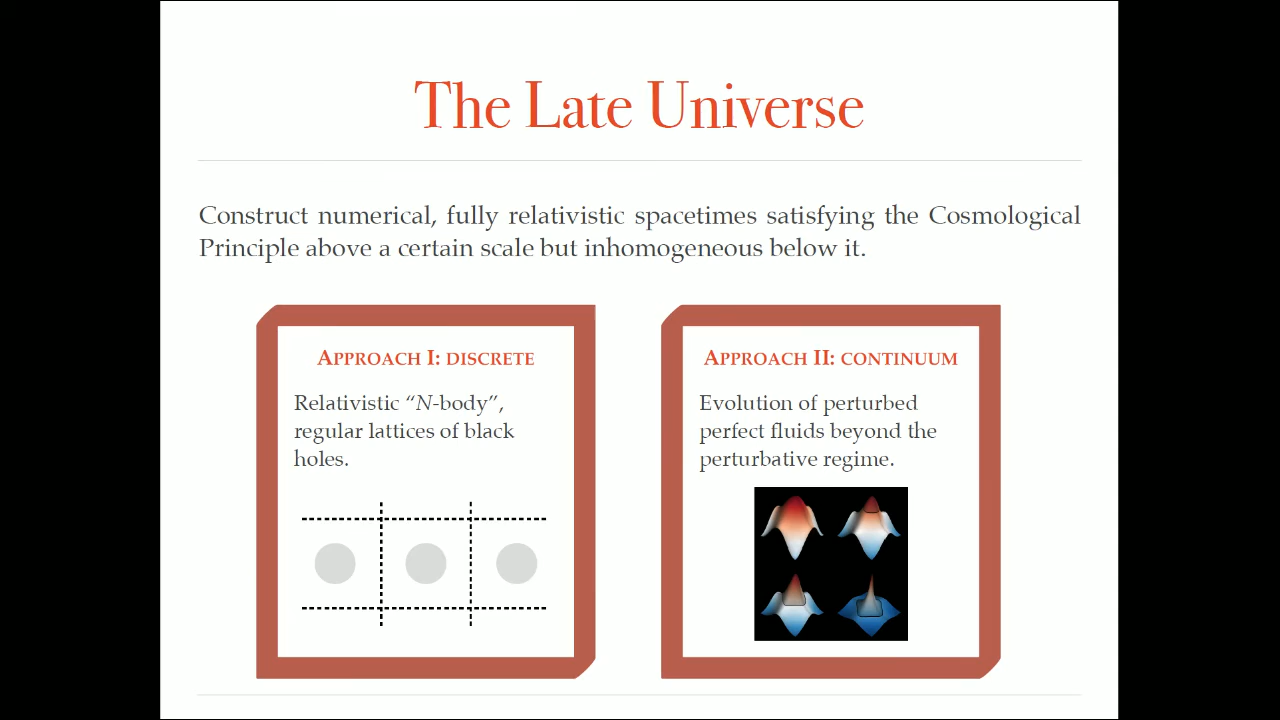 The Late Universe
Construct numerical, fully relativistic spacetimes satisfying the Cosmological
Principle above a certain scale but inhomogeneous below it.
APPROACH I: DISCRETE
Relativistic “N-body”,
regular lattices of black
holes.
APPROACH II: CONTINUUM
Evolution of perturbed
perfect fluids beyond the
perturbative regime.